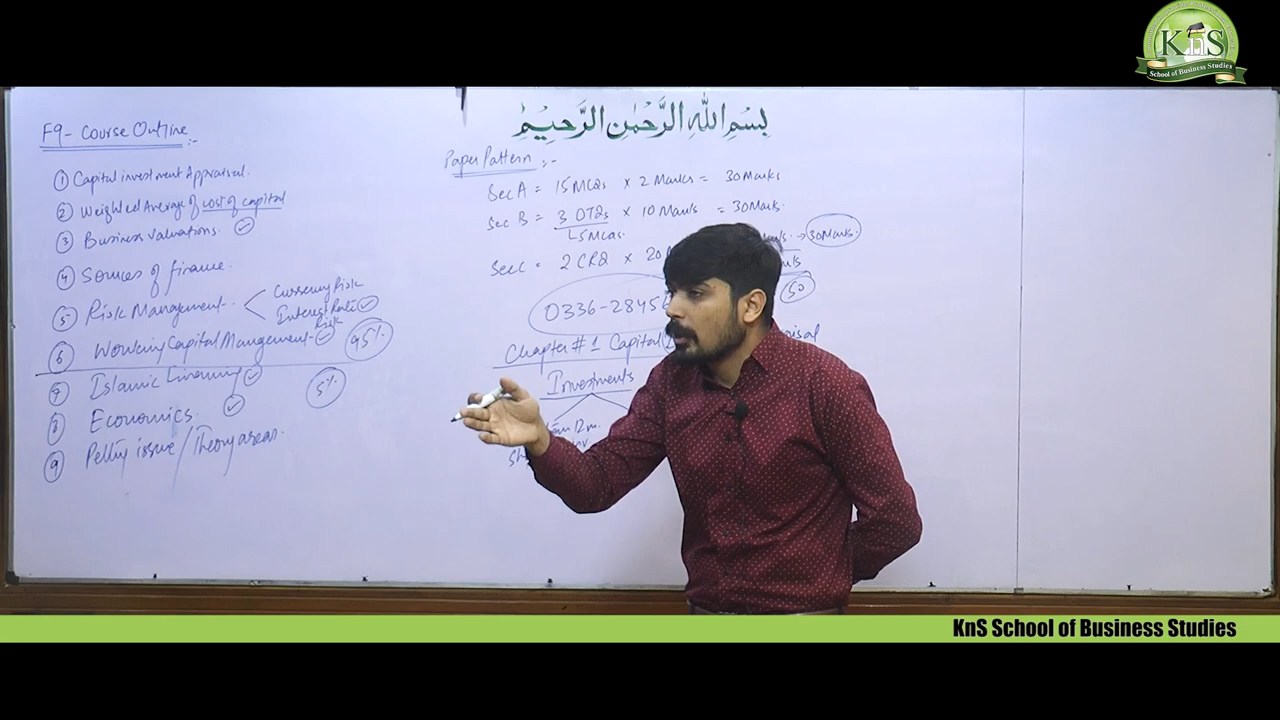 KnS
School of Business Studies
بِسْمِ اللهِ الرَّحْمٰنِ الرَّحِيْمِ
F9 - Course Outline :-
① Capital investment Appraisal.
② Weighted Average of cost of capital
③ Business valuations.
④ Sources of finance.
⑤ Risk Management. Currency Risk
Interest Rate Risk
⑥ Working Capital Mangement 95%
⑦ Islamic Financing 5%
⑧ Economics.
⑨ Petty issue / Theory areas.
Paper Pattern :-
Sec A = 15 MCQs x 2 Marks = 30 Marks
Sec B = 3 OTQs x 10 Marks = 30 Marks.
5 MCQs.
Sec C = 2 CRQ x 20 → 30 Marks
50
0336-2845
Chapter # 1 Capital
Investments
12 m.
KnS School of Business Studies